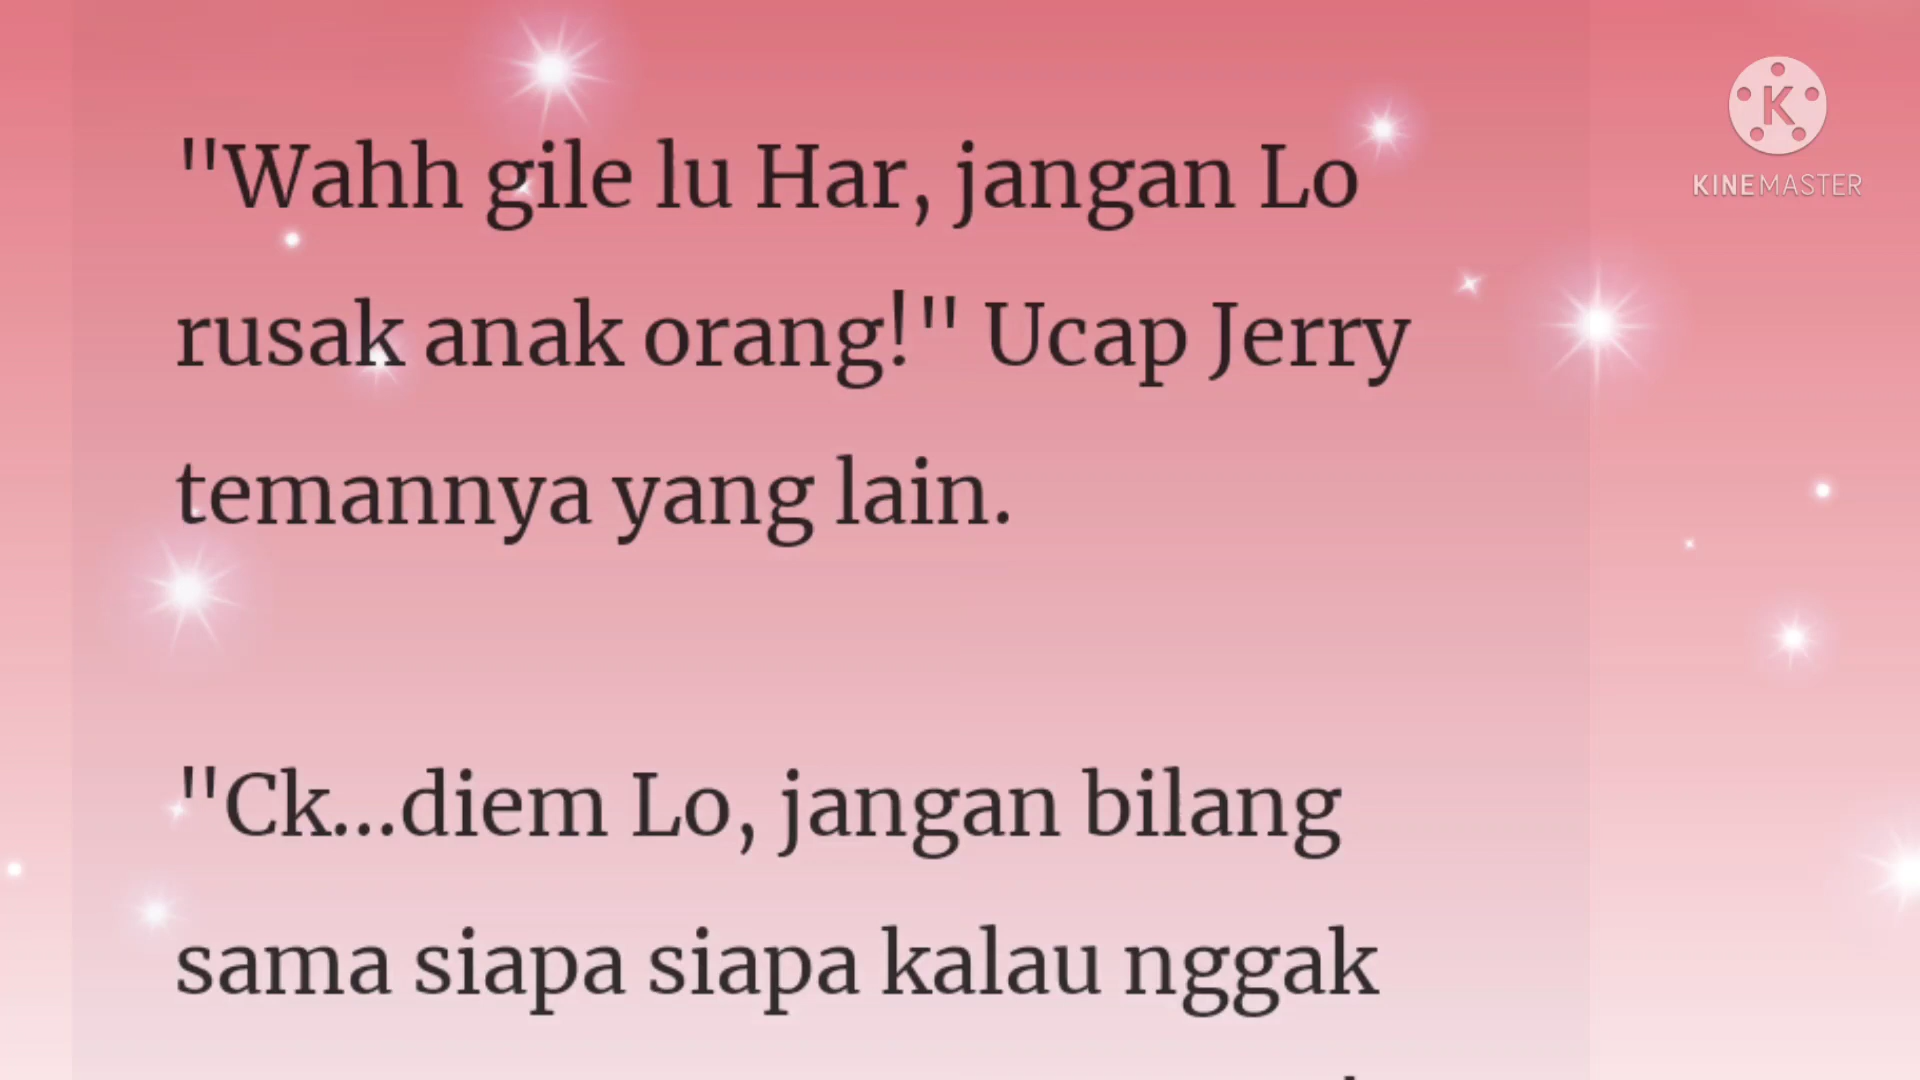 "Wahh gile lu Har, jangan Lo
rusak anak orang!" Ucap Jerry
temannya yang lain.
"Ck...diem Lo, jangan bilang
sama siapa siapa kalau nggak
K
KINEMASTER